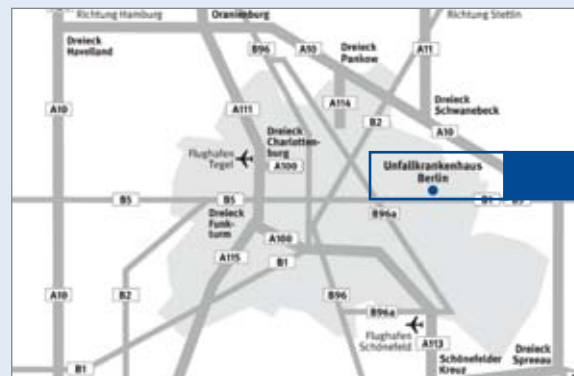 Richtung Hamburg
Oranienburg
Richtung Stettin
Dreieck
Havelland
B96
A10
Dreieck
Pankow
A11
A10
A111
A114
B2
Dreieck
Schwanebeck
A10
Dreieck
Charlotten-
burg
A100
Flughafen
Tegel
Unfallkrankenhaus
Berlin
B5
B5
B96a
B1
Dreieck
Funk-
turm
A100
A115
B1
A10
B2
B96
B96a
Flughafen
Schönefeld
A113
B1
Schönefelder
Kreuz
Dreieck
Spreeau